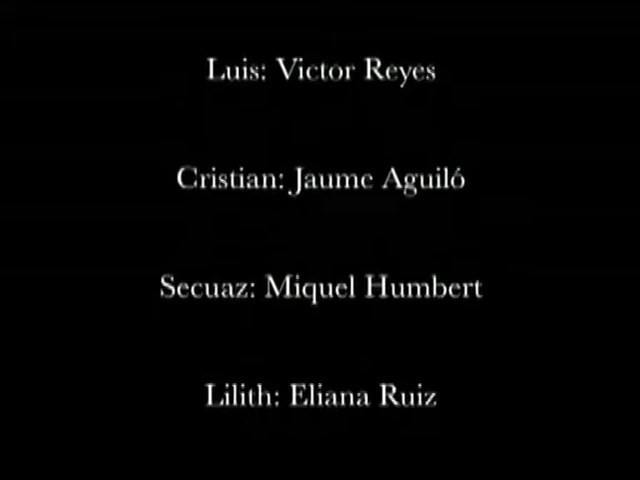 Luis: Victor Reyes
Cristian: Jaume Aguiló
Secuaz: Miquel Humbert
Lilith: Eliana Ruiz